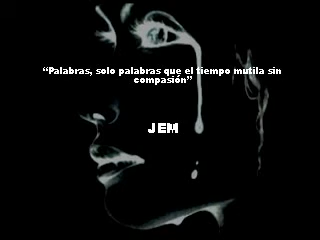 “Palabras, solo palabras que el tiempo mutila sin
compasión”
JEM